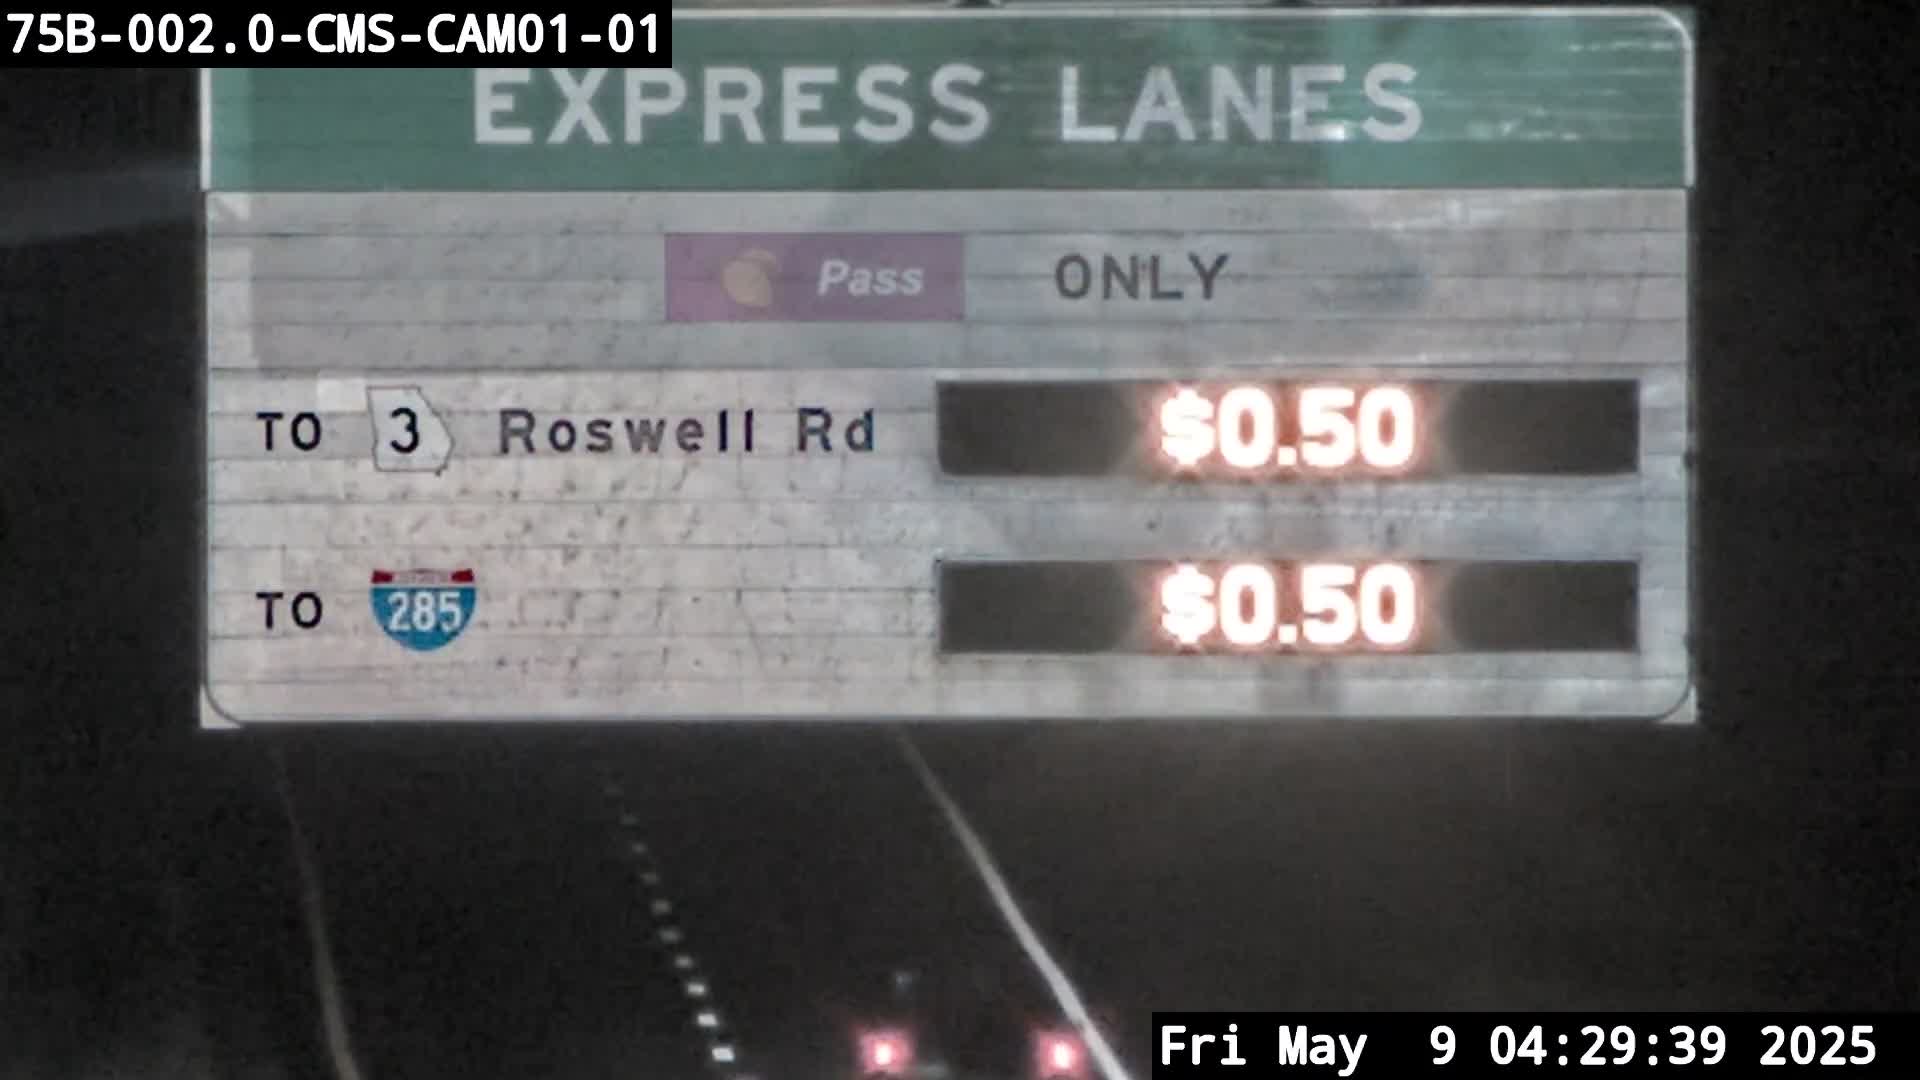 75B-002.0-CMS-CAM01-01
EXPRESS LANES
Pass ONLY
TO 3 Roswell Rd $0.50
TO 285 $0.50
Fri May 9 04:29:39 2025